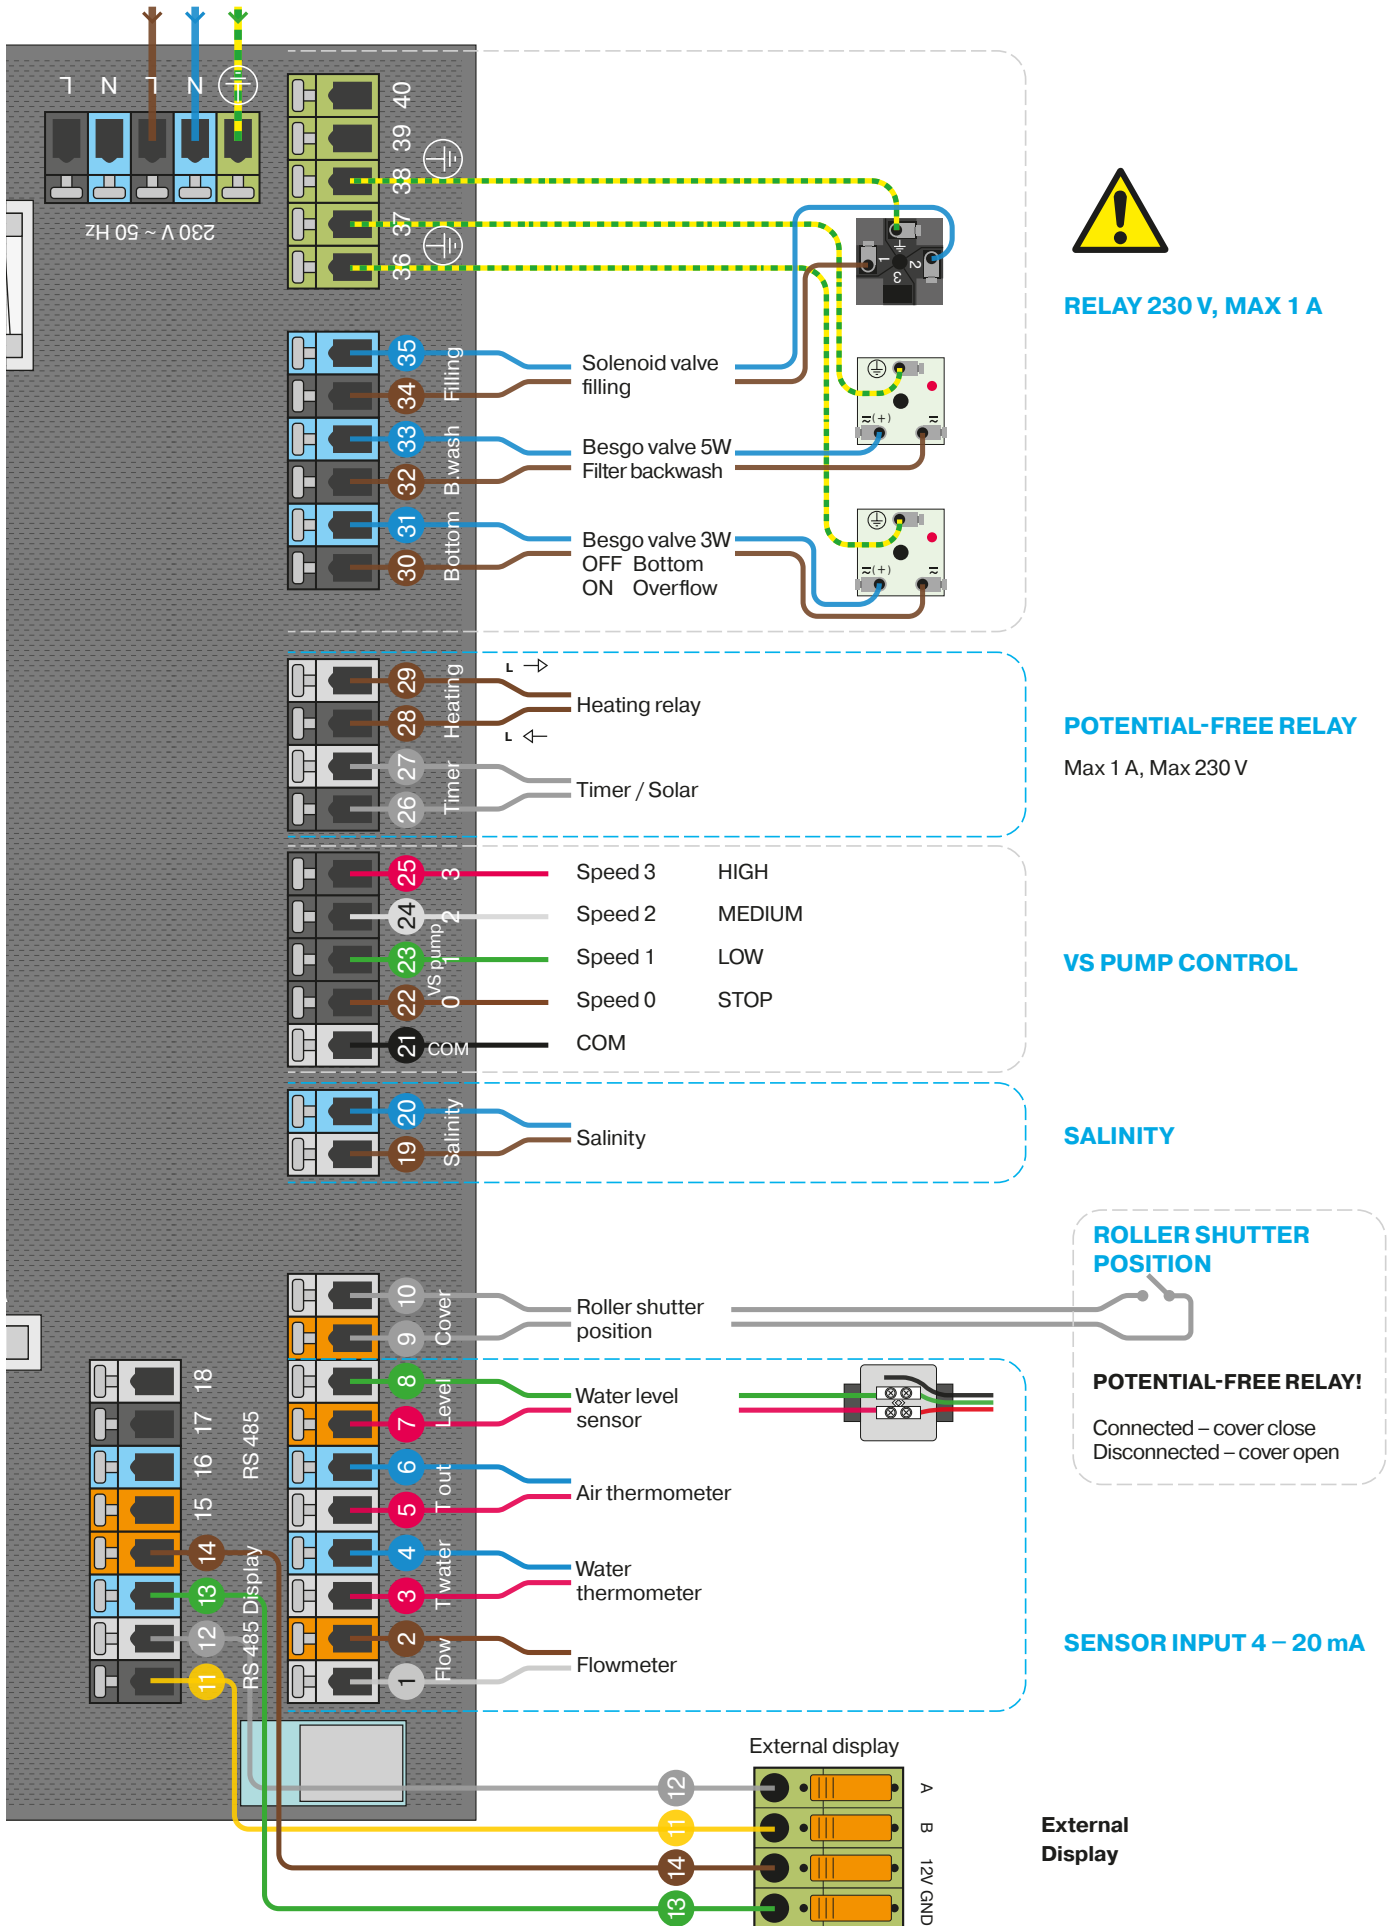 L N L N
230 V ~ 50 Hz
40
39
38
37
36
1
2
3
RELAY 230 V, MAX 1 A
35
34
Filling
Solenoid valve
filling
33
32
B.wash
Besgo valve 5W
Filter backwash
≂(+)
≂
31
30
Bottom
Besgo valve 3W
OFF Bottom
ON Overflow
≂(+)
≂
29
28
Heating
L
L
Heating relay
27
26
Timer
Timer / Solar
POTENTIAL-FREE RELAY
Max 1 A, Max 230 V
25 3 Speed 3 HIGH
24 2 Speed 2 MEDIUM
23 1 Speed 1 LOW
22 0 Speed 0 STOP
21 COM COM
VS pump
VS PUMP CONTROL
20
19
Salinity
Salinity
SALINITY
10
9
Cover
Roller shutter
position
ROLLER SHUTTER
POSITION
POTENTIAL-FREE RELAY!
Connected – cover close
Disconnected – cover open
8
7
Level
Water level
sensor
6
5
T out
Air thermometer
4
3
T water
Water
thermometer
2
1
Flow
Flowmeter
SENSOR INPUT 4 – 20 mA
18
17
16
15
RS 485
14
13
12
11
RS 485 Display
External display
12 A
11 B
14 12V
13 GND
External
Display